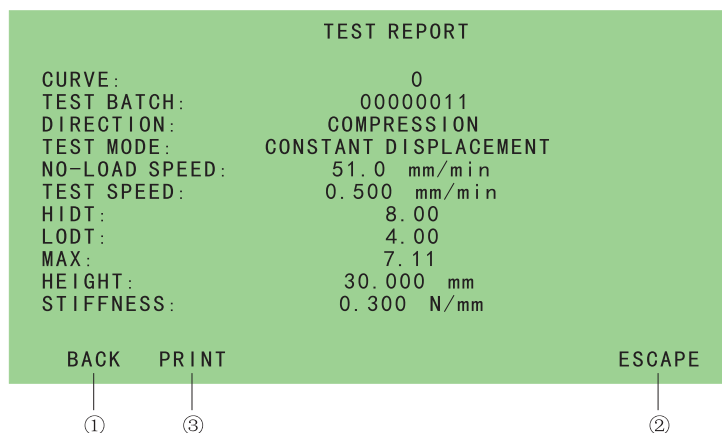 TEST REPORT
CURVE: 0
TEST BATCH: 00000011
DIRECTION: COMPRESSION
TEST MODE: CONSTANT DISPLACEMENT
NO-LOAD SPEED: 51.0 mm/min
TEST SPEED: 0.500 mm/min
HIDT: 8.00
LODT: 4.00
MAX: 7.11
HEIGHT: 30.000 mm
STIFFNESS: 0.300 N/mm
BACK PRINT ESCAPE
① ③ ②